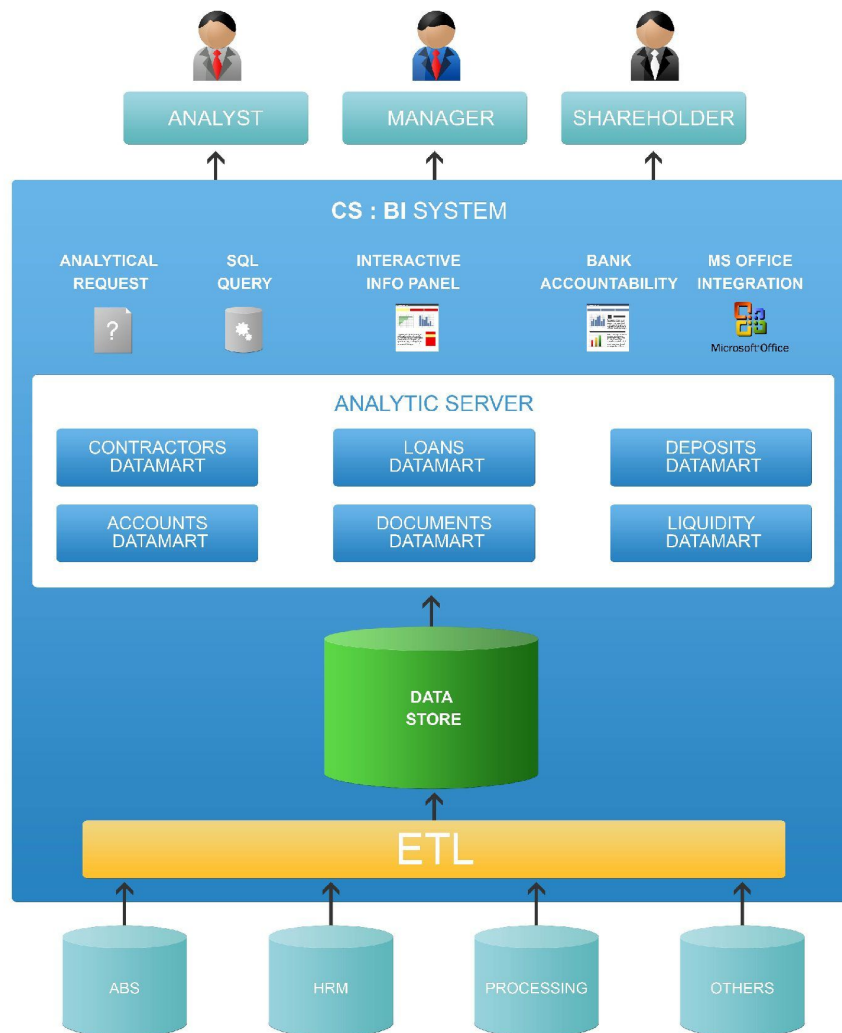 ANALYST
MANAGER
SHAREHOLDER
CS : BI SYSTEM
ANALYTICAL
REQUEST
SQL
QUERY
INTERACTIVE
INFO PANEL
BANK
ACCOUNTABILITY
MS OFFICE
INTEGRATION
?
Microsoft Office
ANALYTIC SERVER
CONTRACTORS
DATAMART
LOANS
DATAMART
DEPOSITS
DATAMART
ACCOUNTS
DATAMART
DOCUMENTS
DATAMART
LIQUIDITY
DATAMART
DATA
STORE
ETL
ABS
HRM
PROCESSING
OTHERS